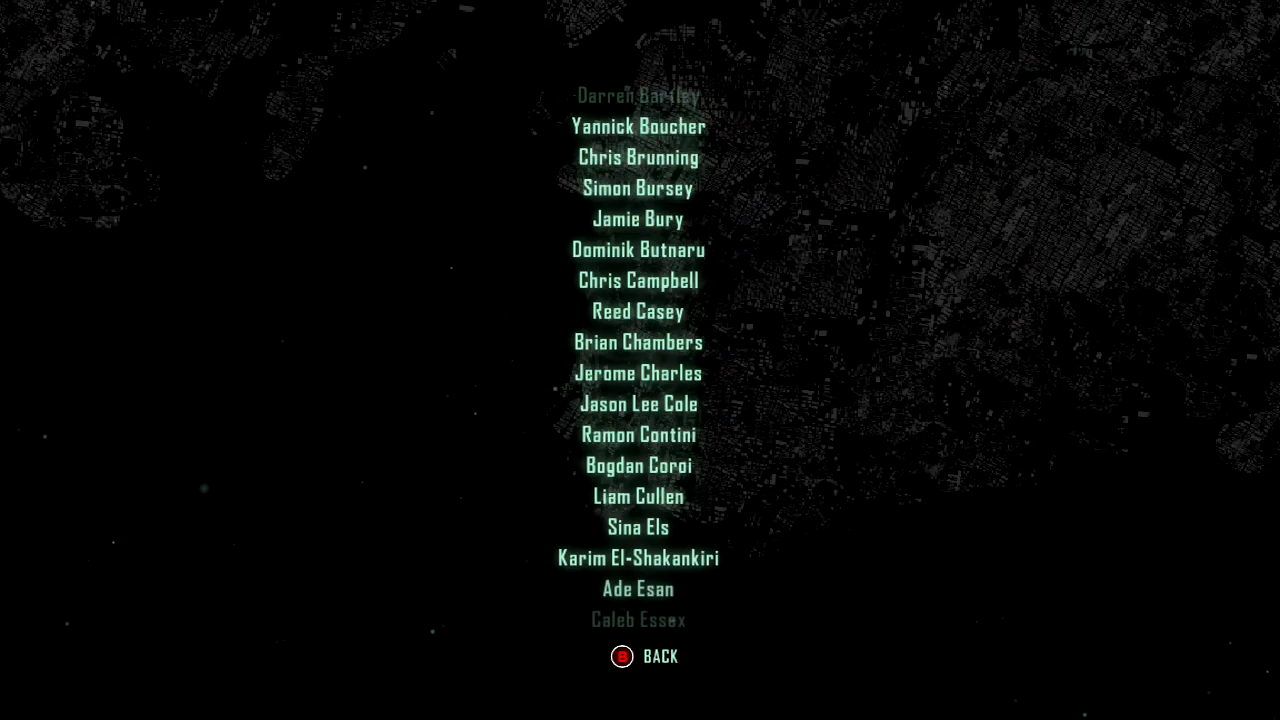 Darren Bartley
Yannick Boucher
Chris Brunning
Simon Bursey
Jamie Bury
Dominik Butnaru
Chris Campbell
Reed Casey
Brian Chambers
Jerome Charles
Jason Lee Cole
Ramon Contini
Bogdan Coroi
Liam Cullen
Sina Els
Karim El-Shakankiri
Ade Esan
Caleb Essex
B BACK